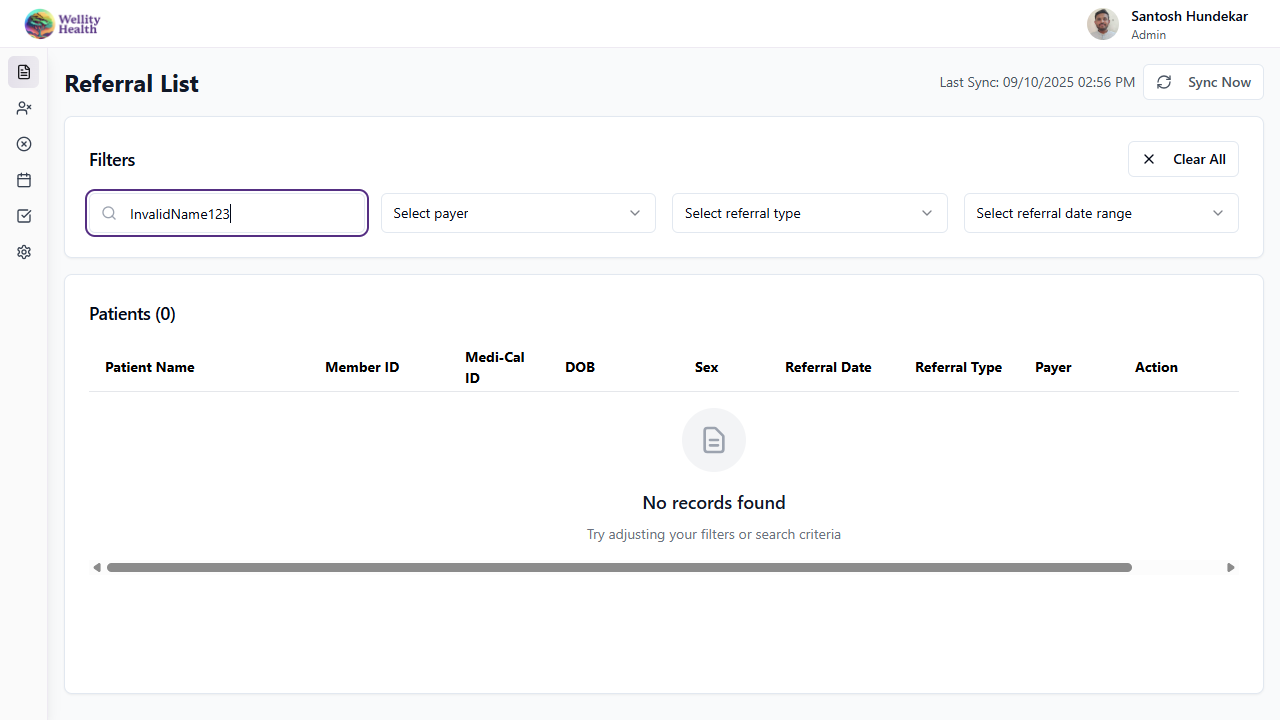 Wellity
Health
Santosh Hundekar
Admin
Referral List
Last Sync: 09/10/2025 02:56 PM
Sync Now
Filters
Clear All
InvalidName123
Select payer
Select referral type
Select referral date range
Patients (0)
Patient Name
Member ID
Medi-Cal
ID
DOB
Sex
Referral Date
Referral Type
Payer
Action
No records found
Try adjusting your filters or search criteria